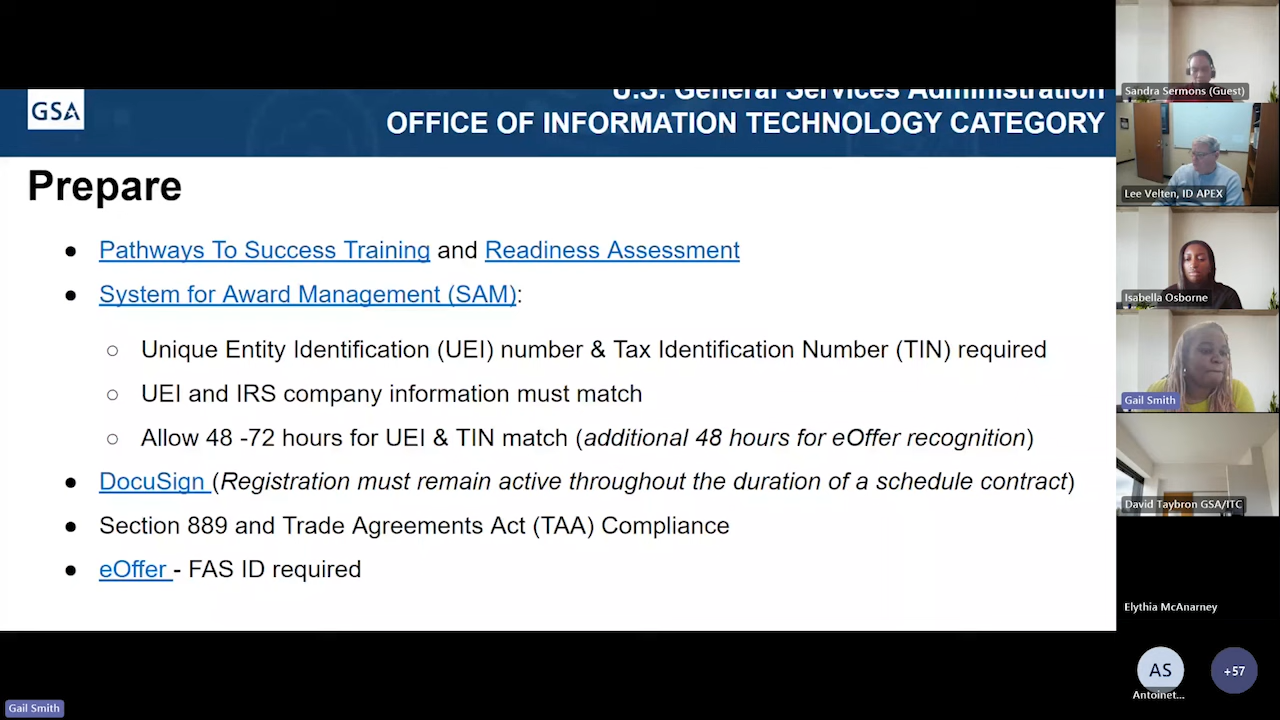 GSA
U.S. General Services Administration
OFFICE OF INFORMATION TECHNOLOGY CATEGORY
Prepare
● Pathways To Success Training and Readiness Assessment
● System for Award Management (SAM):
○ Unique Entity Identification (UEI) number & Tax Identification Number (TIN) required
○ UEI and IRS company information must match
○ Allow 48 -72 hours for UEI & TIN match (additional 48 hours for eOffer recognition)
● DocuSign (Registration must remain active throughout the duration of a schedule contract)
● Section 889 and Trade Agreements Act (TAA) Compliance
● eOffer - FAS ID required
Sandra Sermons (Guest)
Lee Velten, ID APEX
Isabella Osborne
Gail Smith
David Taybron GSA/ITC
Elythia McAnarney
AS
+57
Antoinet...
Gail Smith